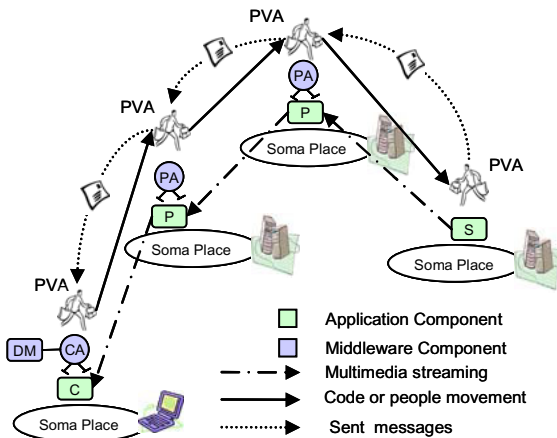 PVA
PA
P
Soma Place
PVA
PA
P
Soma Place
PVA
S
Soma Place
PVA
DM
CA
C
Soma Place
Application Component
Middleware Component
Multimedia streaming
Code or people movement
Sent messages